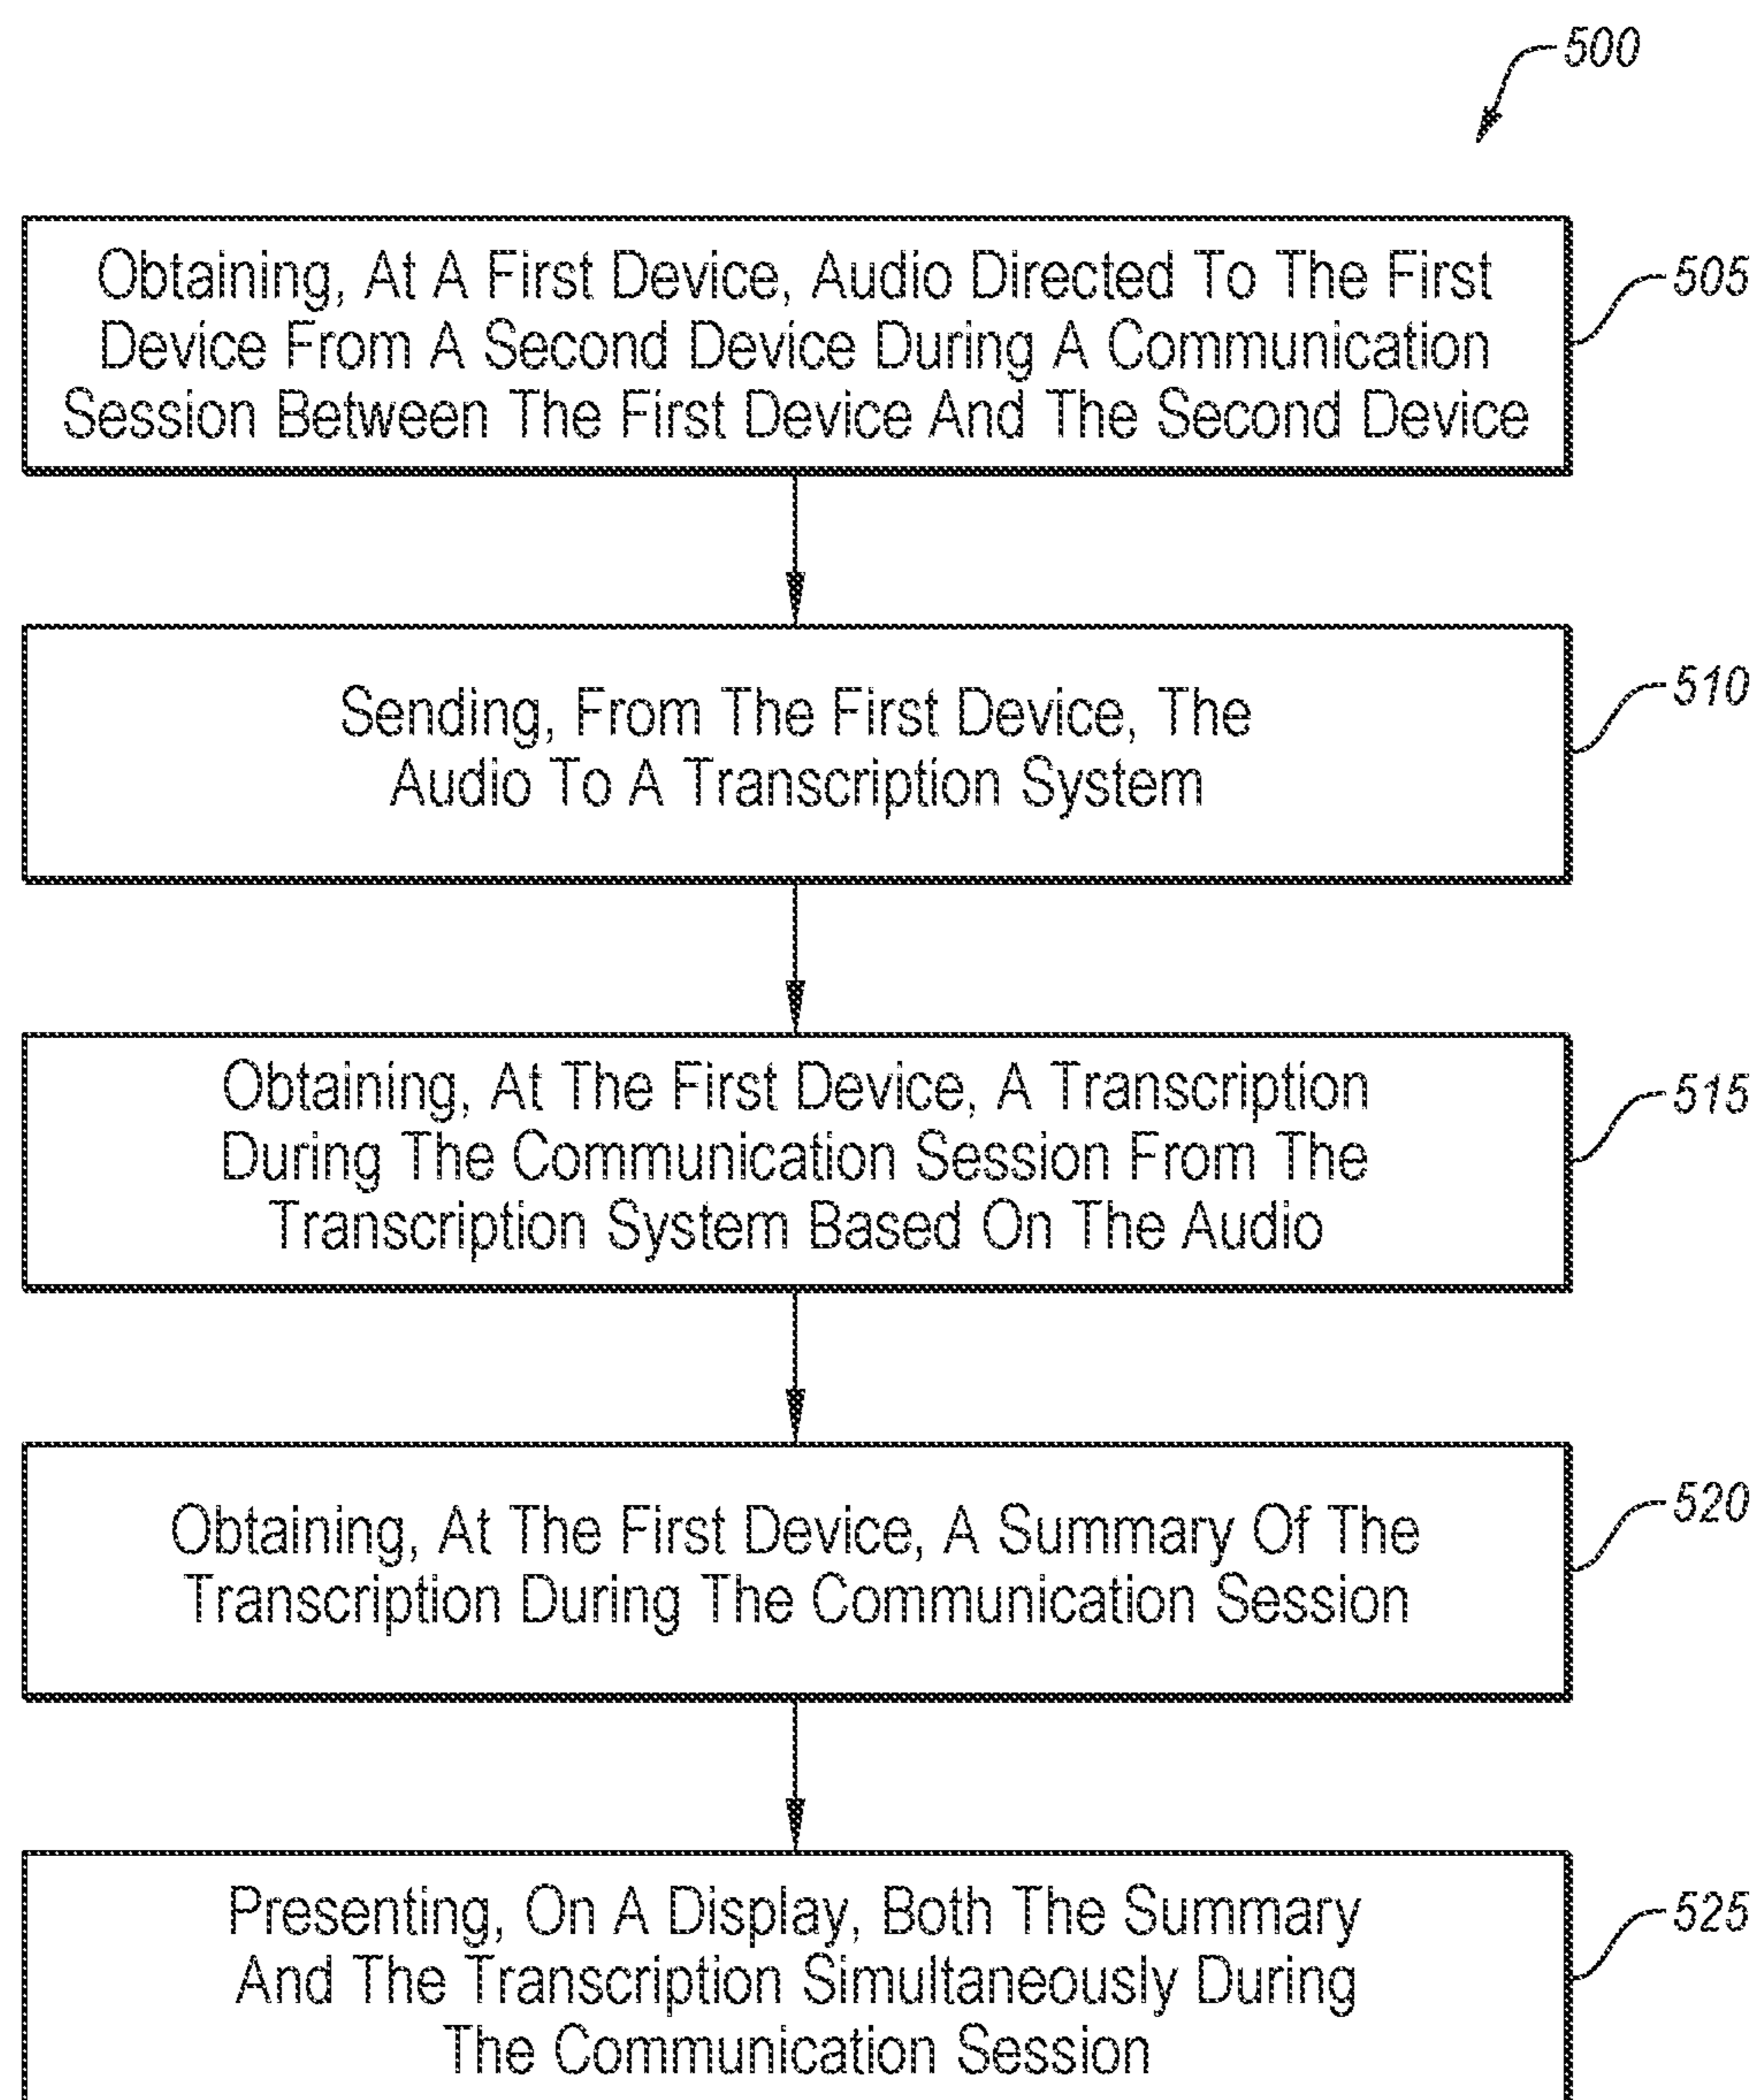 500
Obtaining, At A First Device, Audio Directed To The First
Device From A Second Device During A Communication
Session Between The First Device And The Second Device
505
Sending, From The First Device, The
Audio To A Transcription System
510
Obtaining, At The First Device, A Transcription
During The Communication Session From The
Transcription System Based On The Audio
515
Obtaining, At The First Device, A Summary Of The
Transcription During The Communication Session
520
Presenting, On A Display, Both The Summary
And The Transcription Simultaneously During
The Communication Session
525